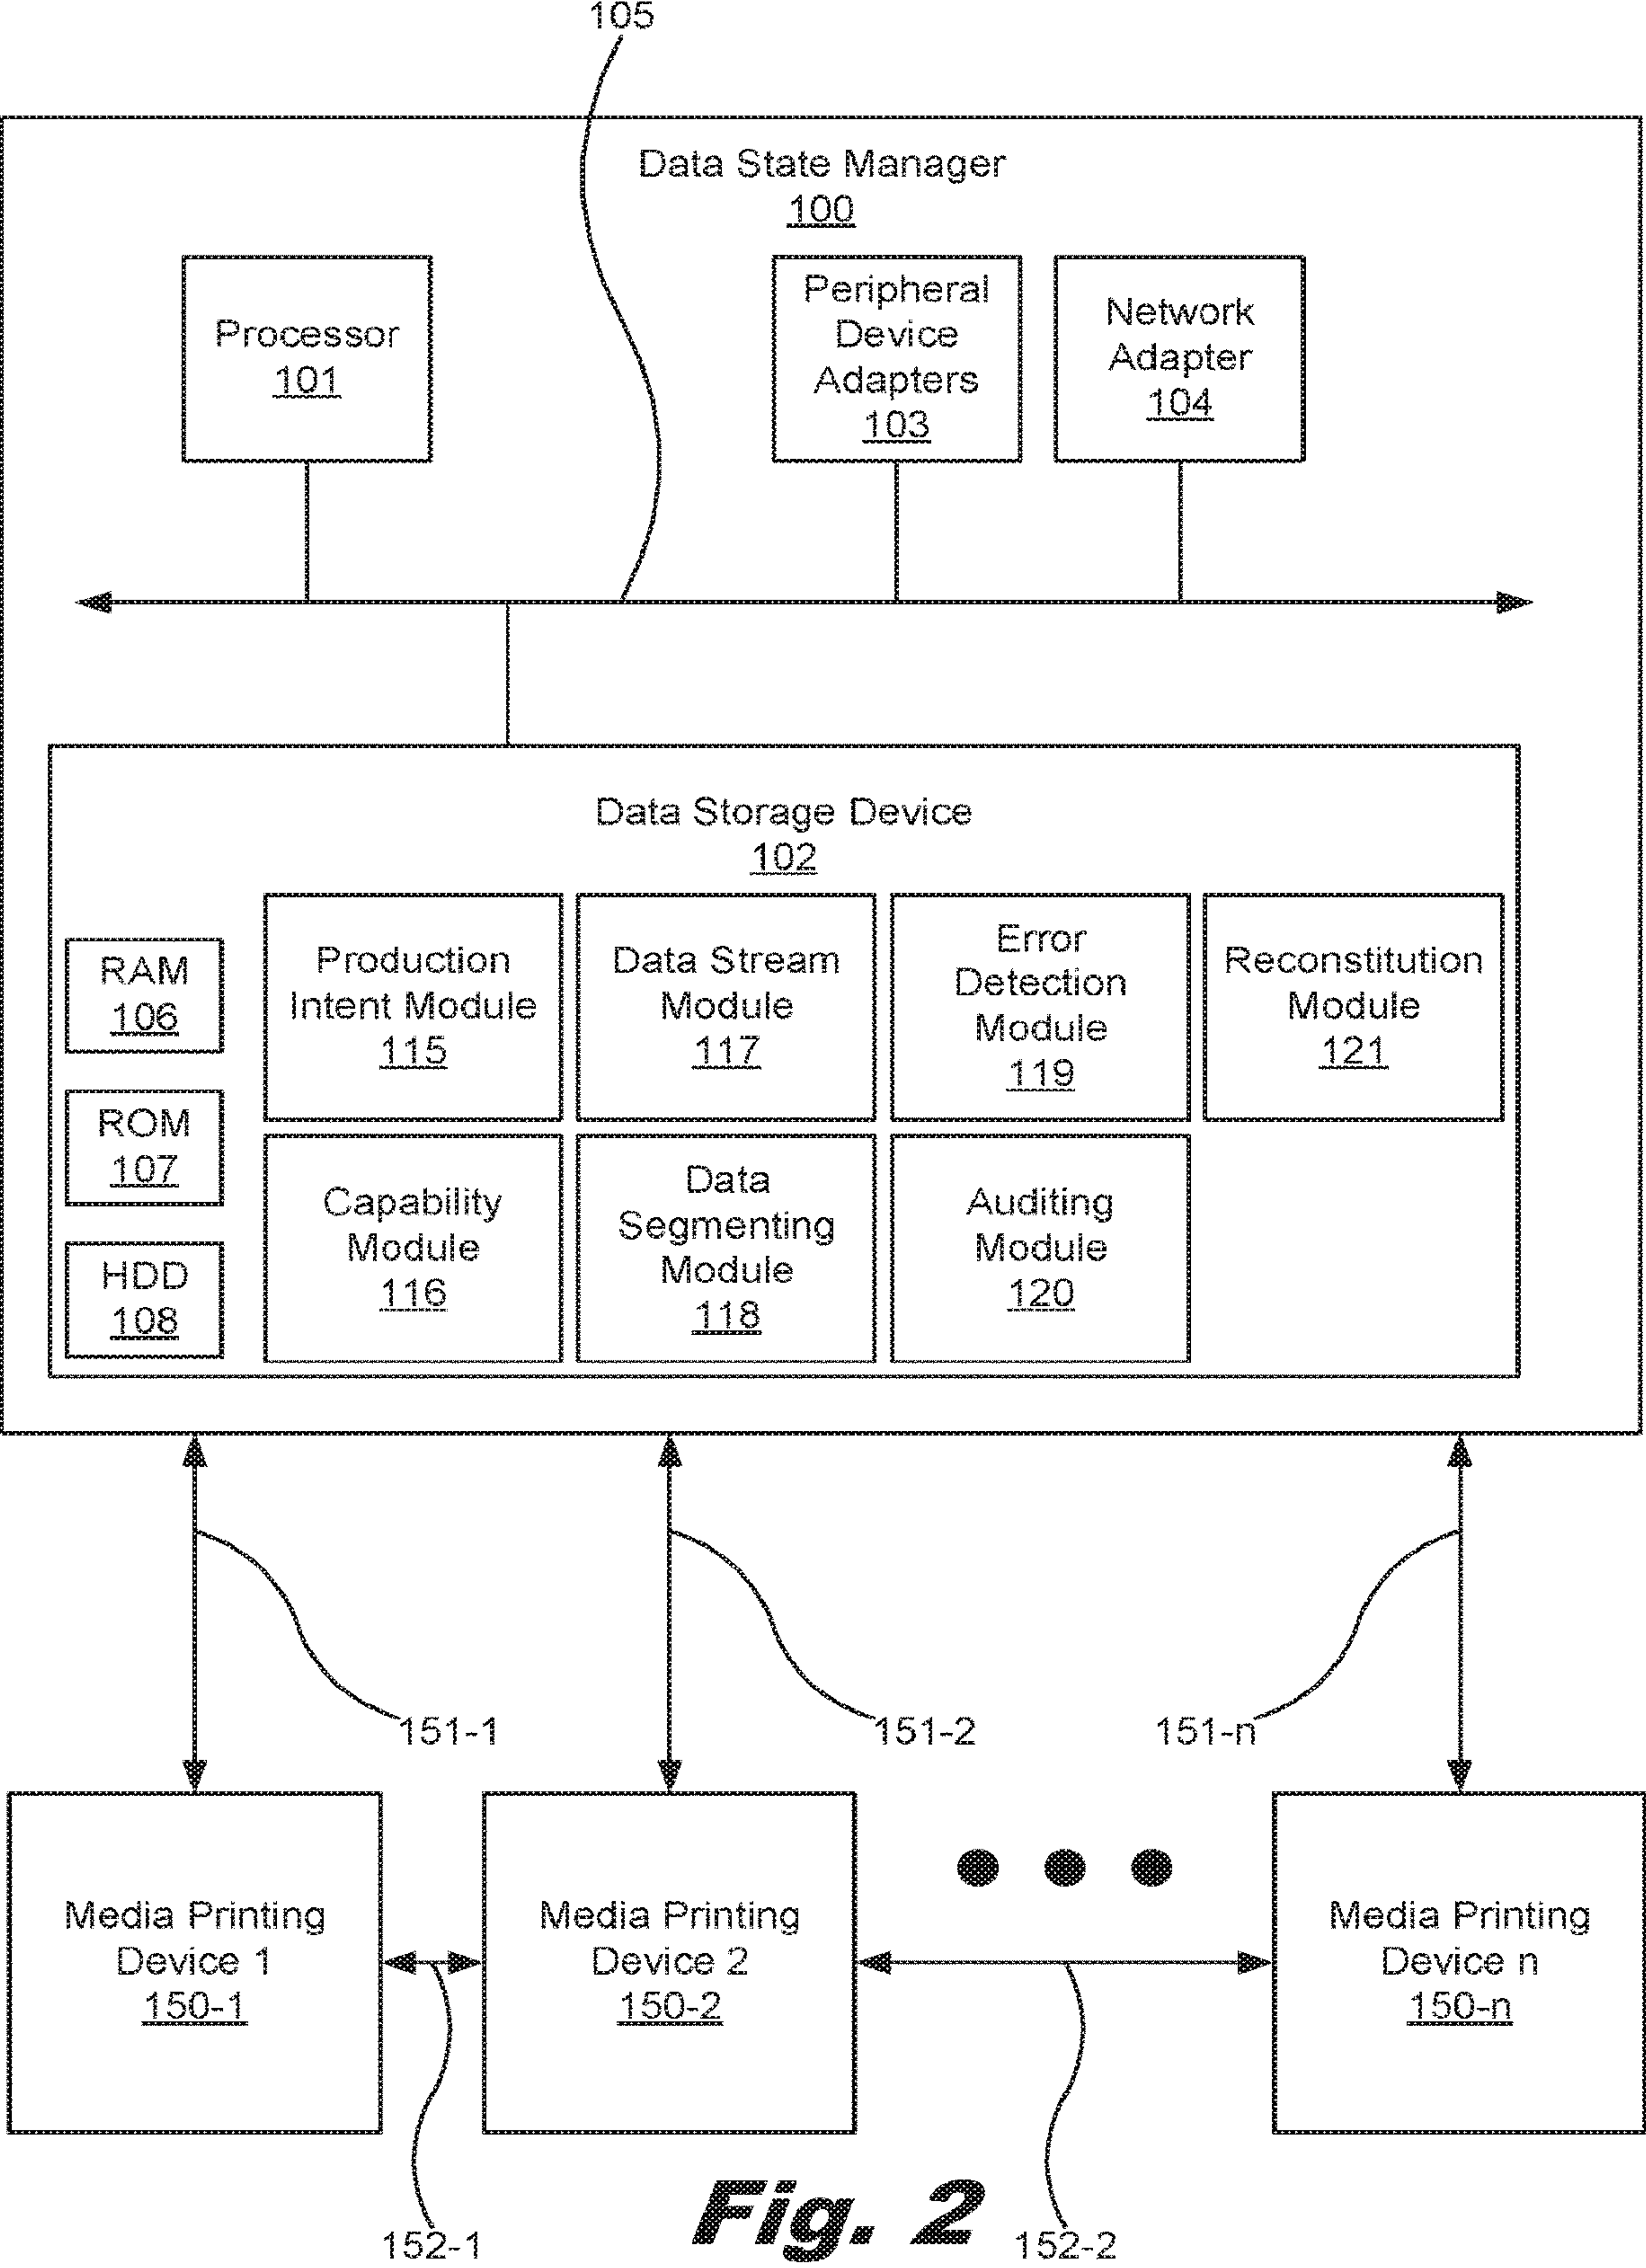 105
Data State Manager
100
Processor
101
Peripheral
Device
Adapters
103
Network
Adapter
104
Data Storage Device
102
RAM
106
ROM
107
HDD
108
Production
Intent Module
115
Data Stream
Module
117
Error
Detection
Module
119
Reconstitution
Module
121
Capability
Module
116
Data
Segmenting
Module
118
Auditing
Module
120
151-1
151-2
151-n
Media Printing
Device 1
150-1
Media Printing
Device 2
150-2
Media Printing
Device n
150-n
152-1
152-2
Fig. 2